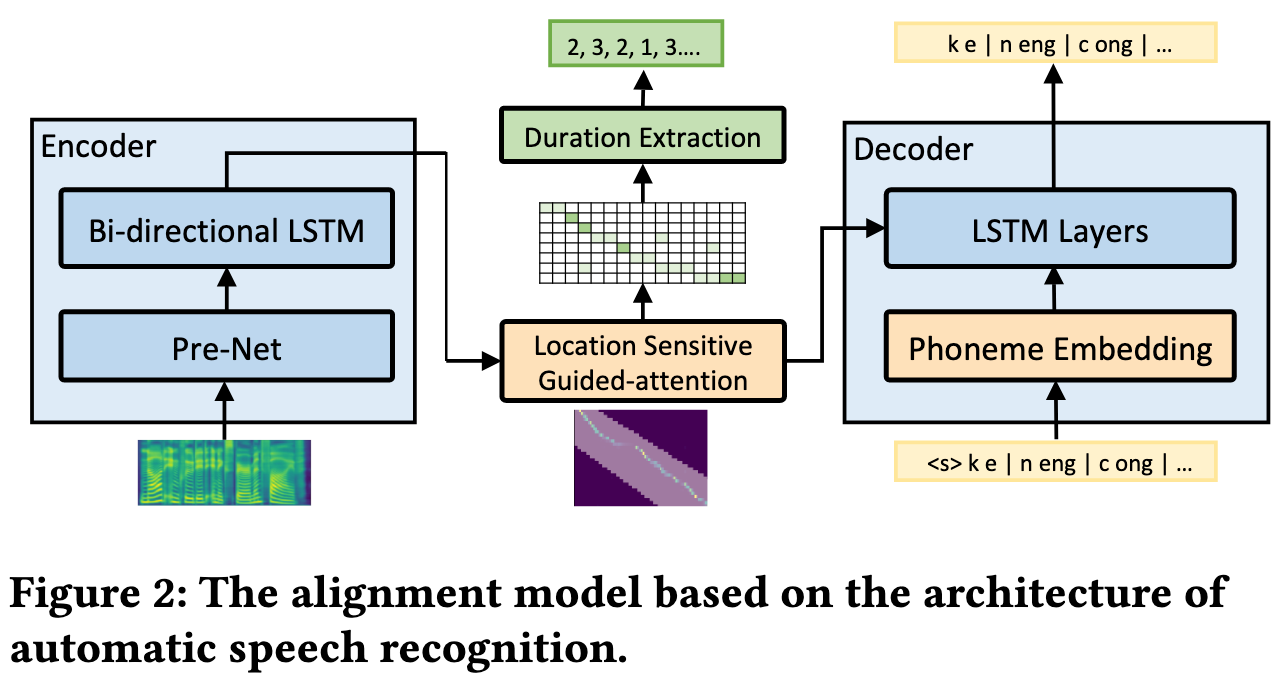 2, 3, 2, 1, 3....
k e | n eng | c ong | ...
Encoder
Duration Extraction
Decoder
Bi-directional LSTM
LSTM Layers
Pre-Net
Location Sensitive
Guided-attention
Phoneme Embedding
<s> k e | n eng | c ong | ...
Figure 2: The alignment model based on the architecture of
automatic speech recognition.